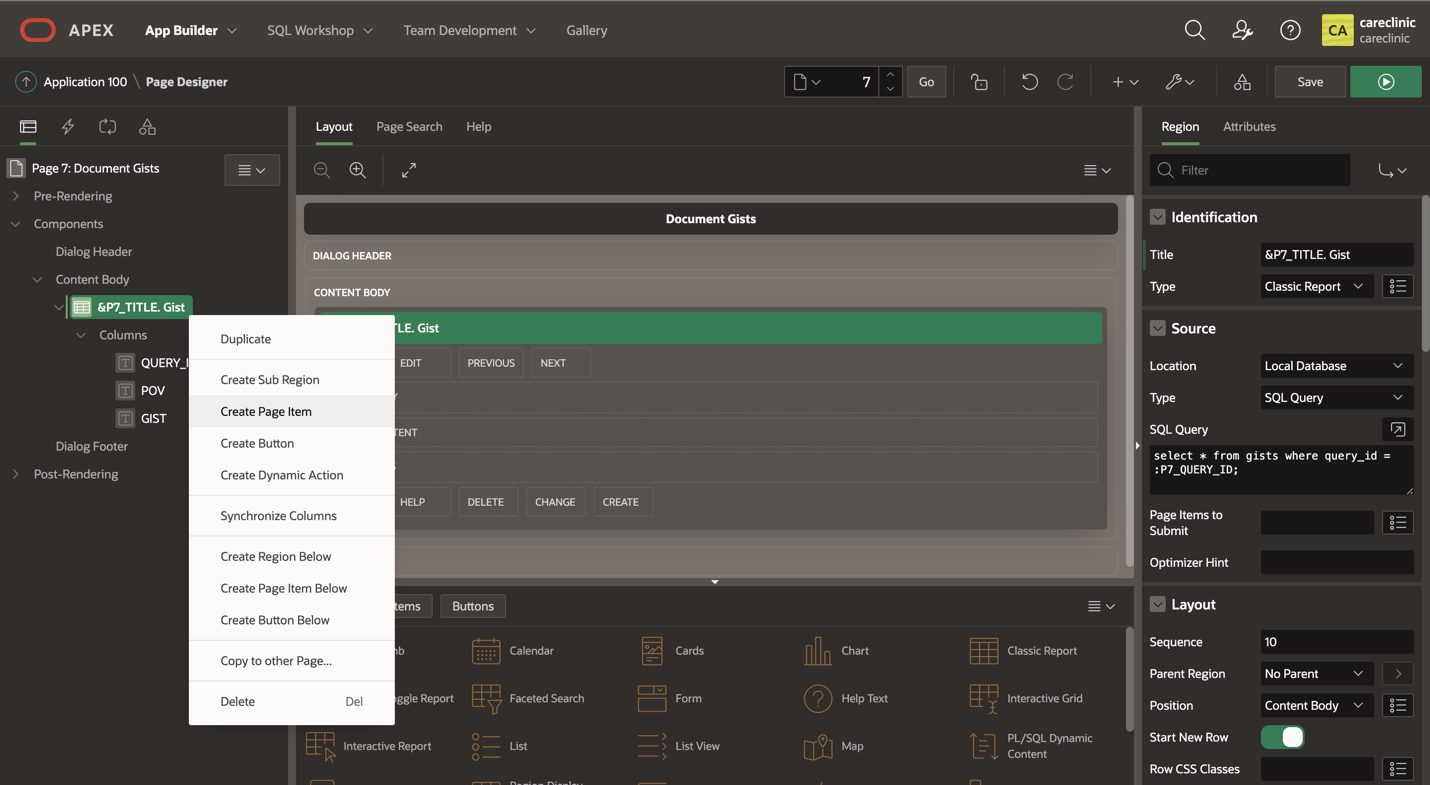 APEX
App Builder
SQL Workshop
Team Development
Gallery
CA
careclinic
careclinic
Application 100 \ Page Designer
7
Go
Save
Page 7: Document Gists
Pre-Rendering
Components
Dialog Header
Content Body
&P7_TITLE. Gist
Columns
QUERY_I
POV
GIST
Dialog Footer
Post-Rendering
Duplicate
Create Sub Region
Create Page Item
Create Button
Create Dynamic Action
Synchronize Columns
Create Region Below
Create Page Item Below
Create Button Below
Copy to other Page...
Delete Del
Layout
Page Search
Help
Document Gists
DIALOG HEADER
CONTENT BODY
TLE. Gist
EDIT
PREVIOUS
NEXT
TENT
HELP
DELETE
CHANGE
CREATE
tems
Buttons
Calendar
Cards
Chart
Classic Report
ggle Report
Faceted Search
Form
Help Text
Interactive Grid
Interactive Report
List
List View
Map
PL/SQL Dynamic
Content
Region Display
Region
Attributes
Filter
Identification
Title &P7_TITLE. Gist
Type Classic Report
Source
Location Local Database
Type SQL Query
SQL Query
select * from gists where query_id =
:P7_QUERY_ID;
Page Items to
Submit
Optimizer Hint
Layout
Sequence 10
Parent Region No Parent
Position Content Body
Start New Row
Row CSS Classes